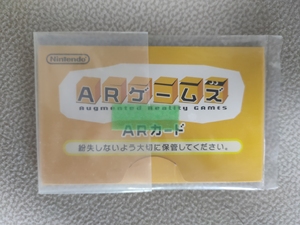 Nintendo
ARゲームズ
Augmented Reality GAMES
ARカード
紛失しないよう大切に保管してください。